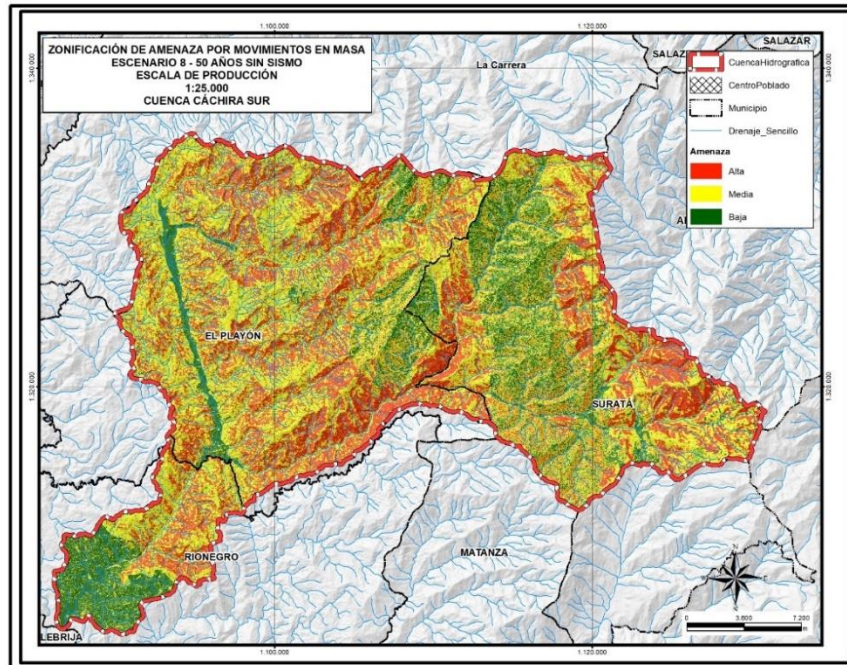 1.100.000
1.120.000
ZONIFICACIÓN DE AMENAZA POR MOVIMIENTOS EN MASA
ESCENARIO 8 - 50 AÑOS SIN SISMO
ESCALA DE PRODUCCIÓN
1:25.000
CUENCA CÁCHIRA SUR
La Carrera
SALAZAR
SALAZ
1.340.000
1.340.000
CuencaHidrografica
CentroPoblado
Municipio
Drenaje_Sencillo
Amenaza
Alta
Media
Baja
EL PLAYÓN
1.320.000
1.320.000
SURATÁ
MATANZA
RIONEGRO
LEBRIJA
N
E
0
3.600
7.200
m
1.100.000
1.120.000